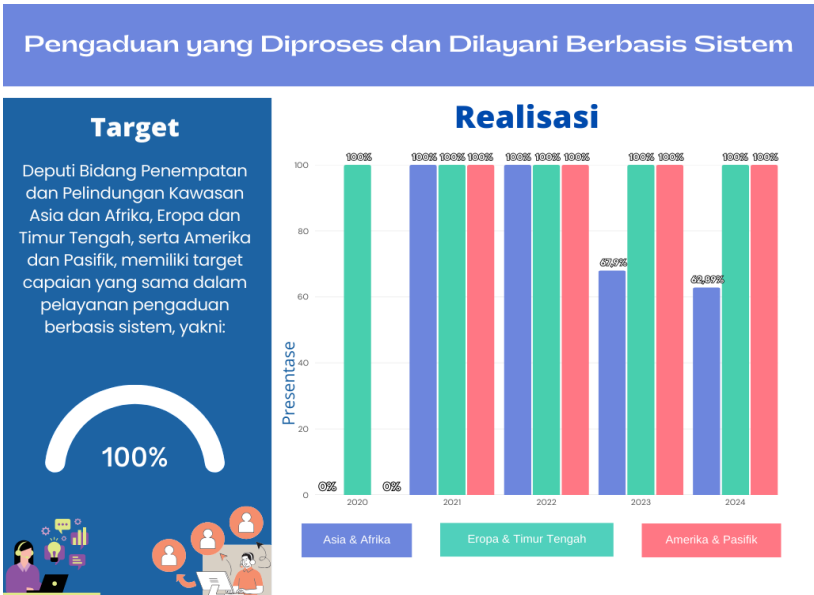 Pengaduan yang Diproses dan Dilayani Berbasis Sistem
Target
Deputi Bidang Penempatan
dan Pelindungan Kawasan
Asia dan Afrika, Eropa dan
Timur Tengah, serta Amerika
dan Pasifik, memiliki target
capaian yang sama dalam
pelayanan pengaduan
berbasis sistem, yakni:
100%
Realisasi
Presentase
100
80
60
40
20
0
0% 100% 0%
100% 100% 100%
100% 100% 100%
67,9% 100% 100%
62,89% 100% 100%
2020 2021 2022 2023 2024
Asia & Afrika
Eropa & Timur Tengah
Amerika & Pasifik